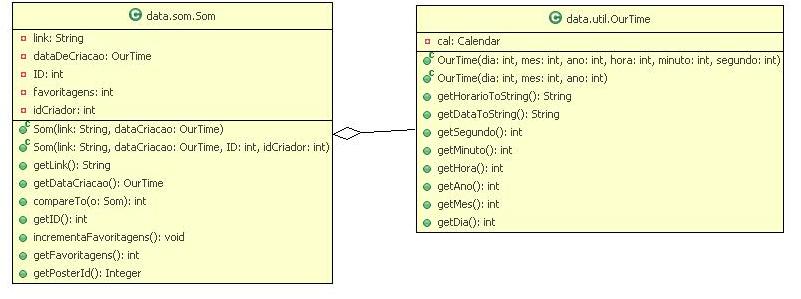 data.som.Som
link: String
dataDeCriacao: OurTime
ID: int
favoritagens: int
idCriador: int
Som(link: String, dataCriacao: OurTime)
Som(link: String, dataCriacao: OurTime, ID: int, idCriador: int)
getLink(): String
getDataCriacao(): OurTime
compareTo(o: Som): int
getID(): int
incrementaFavoritagens(): void
getFavoritagens(): int
getPosterId(): Integer
data.util.OurTime
cal: Calendar
OurTime(dia: int, mes: int, ano: int, hora: int, minuto: int, segundo: int)
OurTime(dia: int, mes: int, ano: int)
getHorarioToString(): String
getDataToString(): String
getSegundo(): int
getMinuto(): int
getHora(): int
getAno(): int
getMes(): int
getDia(): int